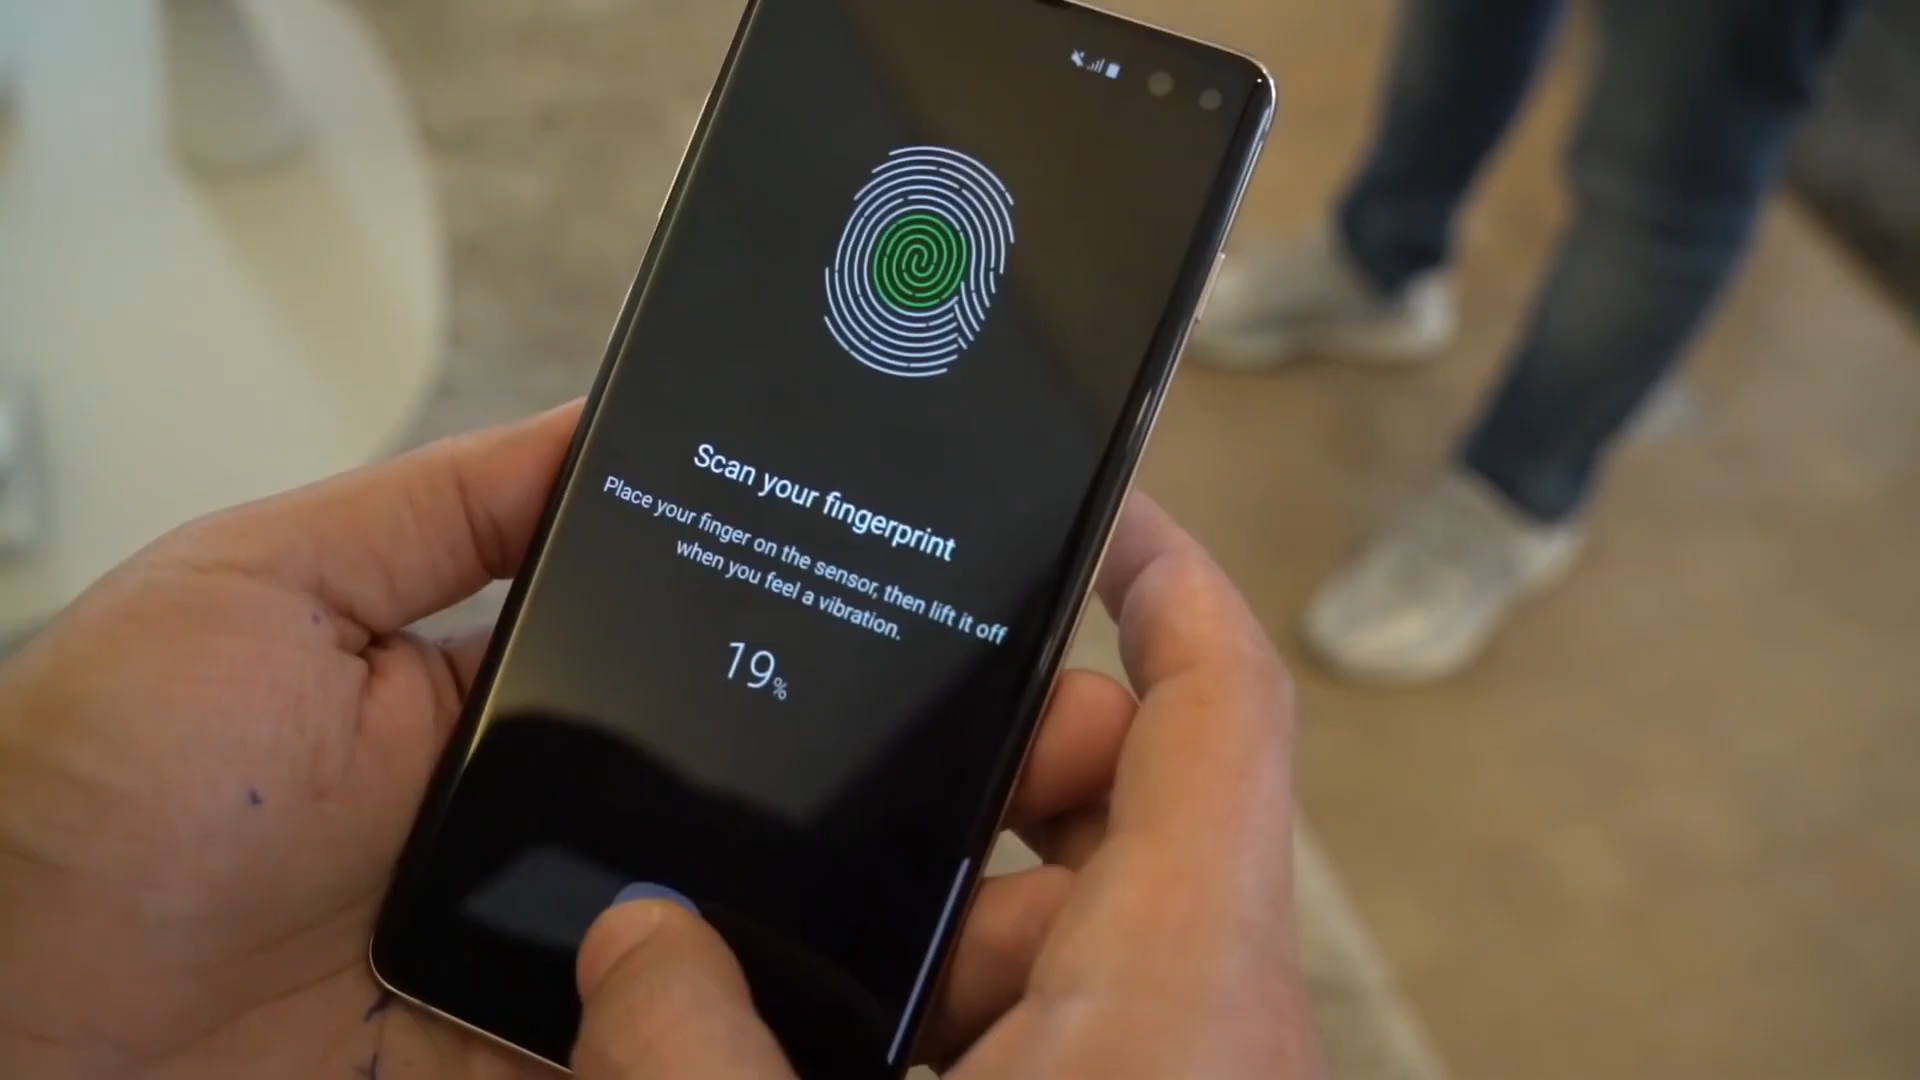 Scan your fingerprint
Place your finger on the sensor, then lift it off
when you feel a vibration.
19%